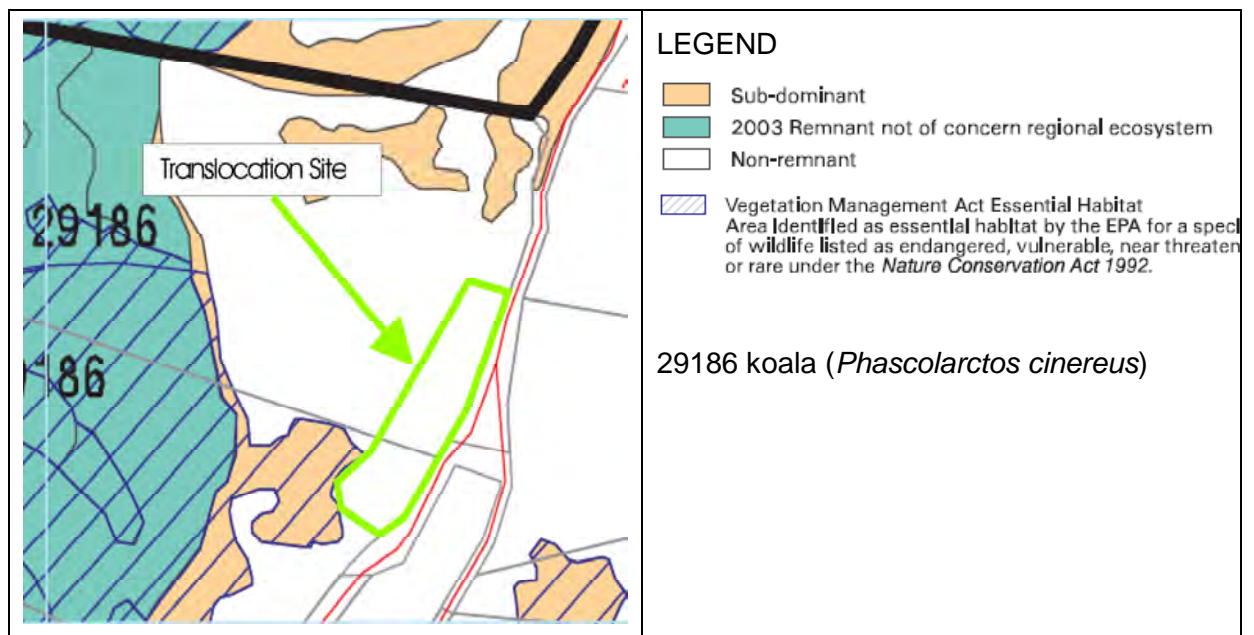 Translocation Site
29186
186
LEGEND
Sub-dominant
2003 Remnant not of concern regional ecosystem
Non-remnant
Vegetation Management Act Essential Habitat
Area Identified as essential habitat by the EPA for a speci
of wildlife listed as endangered, vulnerable, near threaten
or rare under the Nature Conservation Act 1992.
29186 koala (Phascolarctos cinereus)